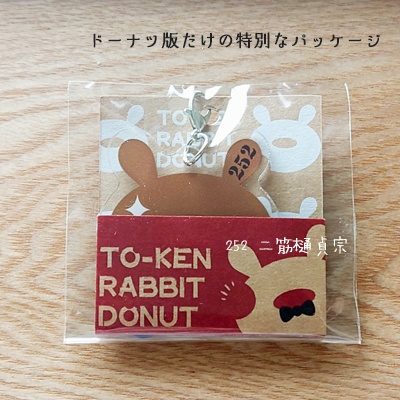 ドーナツ版だけの特別なパッケージ
TO-KEN
RABBIT
DONUT
252
252 二筋樋貞宗
TO-KEN
RABBIT
DONUT